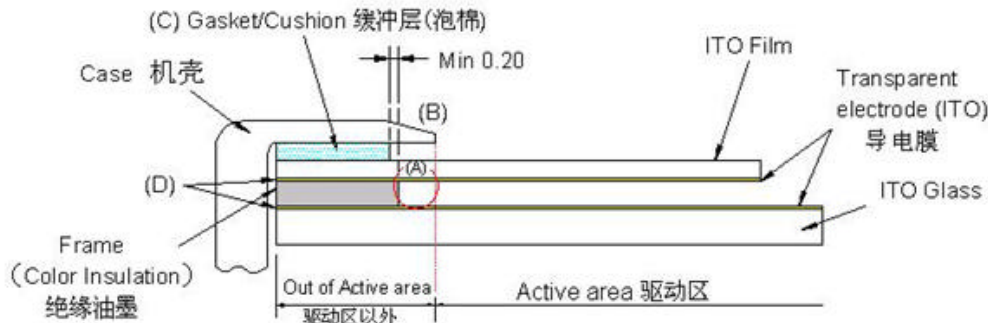 (C) Gasket/Cushion 缓冲层(泡棉)
Min 0.20
ITO Film
Case 机壳
Transparent
electrode (ITO)
导电膜
(B)
(A)
(D)
ITO Glass
Frame
(Color Insulation)
绝缘油墨
Out of Active area
驱动区以外
Active area 驱动区